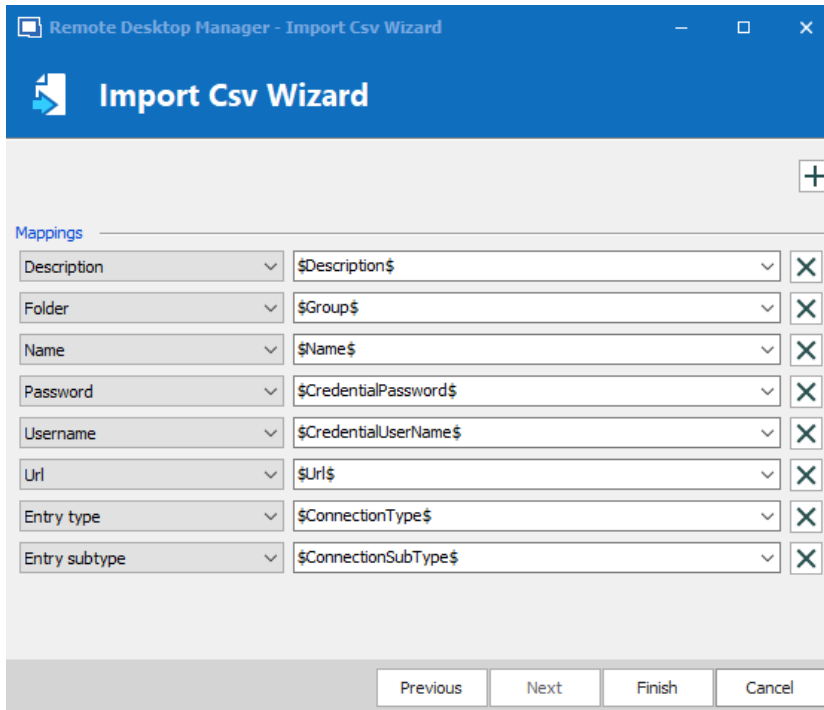 Remote Desktop Manager - Import Csv Wizard
Import Csv Wizard
Mappings
Description $Description$
Folder $Group$
Name $Name$
Password $CredentialPassword$
Username $CredentialUserName$
Url $Url$
Entry type $ConnectionType$
Entry subtype $ConnectionSubType$
Previous Next Finish Cancel